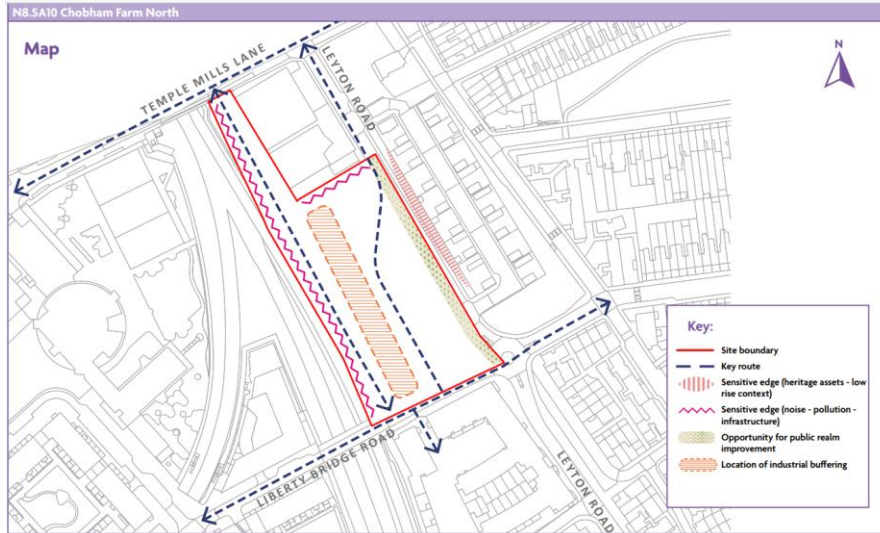 N8.SA10 Chobham Farm North
Map
TEMPLE MILLS LANE
LEYTON ROAD
N
LIBERTY BRIDGE ROAD
LEYTON ROAD
Key:
Site boundary
Key route
Sensitive edge (heritage assets - low
rise context)
Sensitive edge (noise - pollution -
infrastructure)
Opportunity for public realm
improvement
Location of industrial buffering